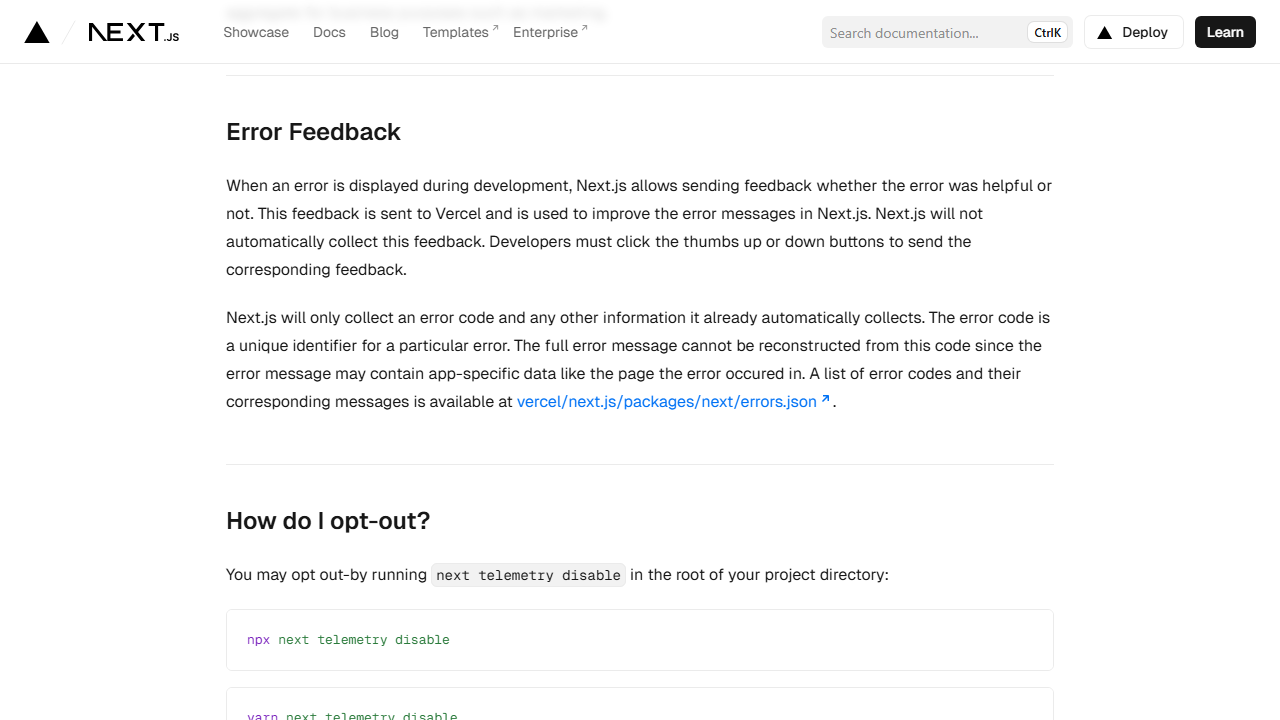 NEXT.JS Showcase Docs Blog Templates Enterprise Search documentation... CtrlK Deploy Learn
Error Feedback
When an error is displayed during development, Next.js allows sending feedback whether the error was helpful or
not. This feedback is sent to Vercel and is used to improve the error messages in Next.js. Next.js will not
automatically collect this feedback. Developers must click the thumbs up or down buttons to send the
corresponding feedback.
Next.js will only collect an error code and any other information it already automatically collects. The error code is
a unique identifier for a particular error. The full error message cannot be reconstructed from this code since the
error message may contain app-specific data like the page the error occured in. A list of error codes and their
corresponding messages is available at vercel/next.js/packages/next/errors.json .
How do I opt-out?
You may opt out-by running next telemetry disable in the root of your project directory:
npx next telemetry disable
yarn next telemetry disable